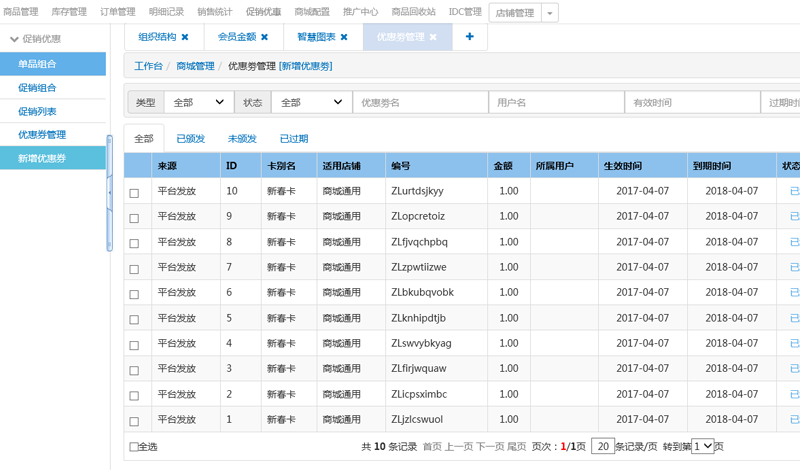 商品管理 库存管理 订单管理 明细记录 销售统计 促销优惠 商城配置 推广中心 商品回收站 IDC管理 店铺管理
促销优惠
单品组合
促销组合
促销列表
优惠券管理
新增优惠券
组织结构 ✖ 会员金额 ✖ 智慧图表 ✖ 优惠劵管理 ✖ +
工作台 / 商城管理 / 优惠劵管理 [新增优惠劵]
类型 全部 状态 全部 优惠劵名 用户名 有效时间 过期时间
全部 已颁发 未颁发 已过期
来源 ID 卡别名 适用店铺 编号 金额 所属用户 生效时间 到期时间 状态
平台发放 10 新春卡 商城通用 ZLurtdsjkyy 1.00 2017-04-07 2018-04-07 已
平台发放 9 新春卡 商城通用 ZLopcretoiz 1.00 2017-04-07 2018-04-07 已
平台发放 8 新春卡 商城通用 ZLfjvqchpbq 1.00 2017-04-07 2018-04-07 已
平台发放 7 新春卡 商城通用 ZLzpwtiizwe 1.00 2017-04-07 2018-04-07 已
平台发放 6 新春卡 商城通用 ZLbkubqvobk 1.00 2017-04-07 2018-04-07 已
平台发放 5 新春卡 商城通用 ZLknhipdtjb 1.00 2017-04-07 2018-04-07 已
平台发放 4 新春卡 商城通用 ZLswvybkyag 1.00 2017-04-07 2018-04-07 已
平台发放 3 新春卡 商城通用 ZLfirjwquaw 1.00 2017-04-07 2018-04-07 已
平台发放 2 新春卡 商城通用 ZLicpsximbc 1.00 2017-04-07 2018-04-07 已
平台发放 1 新春卡 商城通用 ZLjzlcswuol 1.00 2017-04-07 2018-04-07 已
全选 共 10 条记录 首页 上一页 下一页 尾页 页次：1/1页 20 条记录/页 转到第 1 页